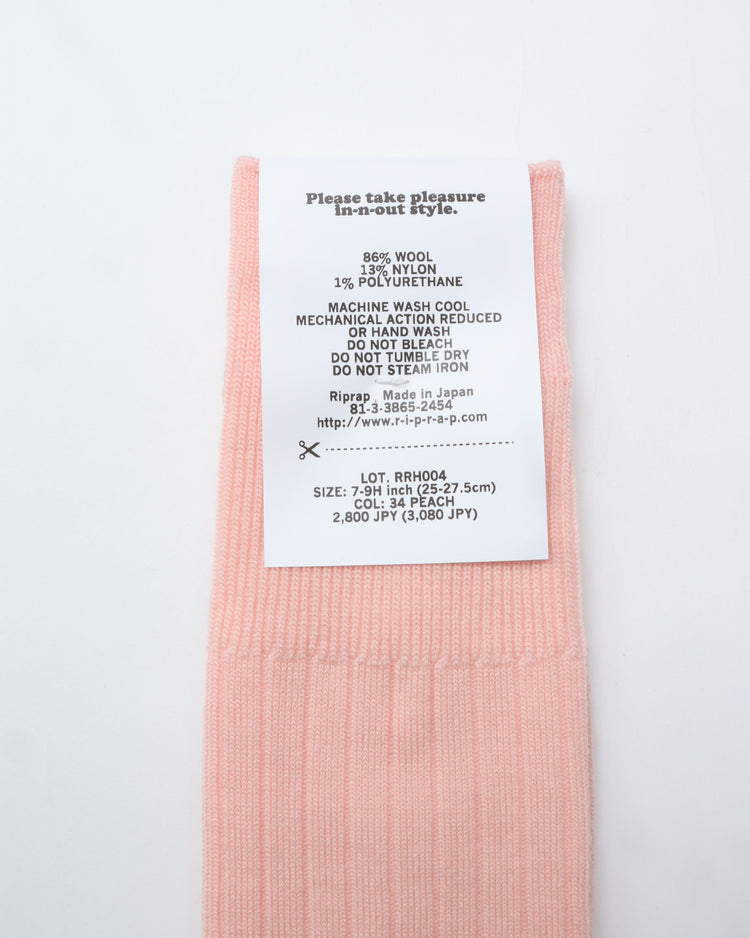 Please take pleasure
in-n-out style.
86% WOOL
13% NYLON
1% POLYURETHANE
MACHINE WASH COOL
MECHANICAL ACTION REDUCED
OR HAND WASH
DO NOT BLEACH
DO NOT TUMBLE DRY
DO NOT STEAM IRON
Riprap , Made in Japan
81-3-3865-2454
http://www.r-i-p-r-a-p.com
LOT. RRH004
SIZE: 7-9H inch (25-27.5cm)
COL: 34 PEACH
2,800 JPY (3,080 JPY)